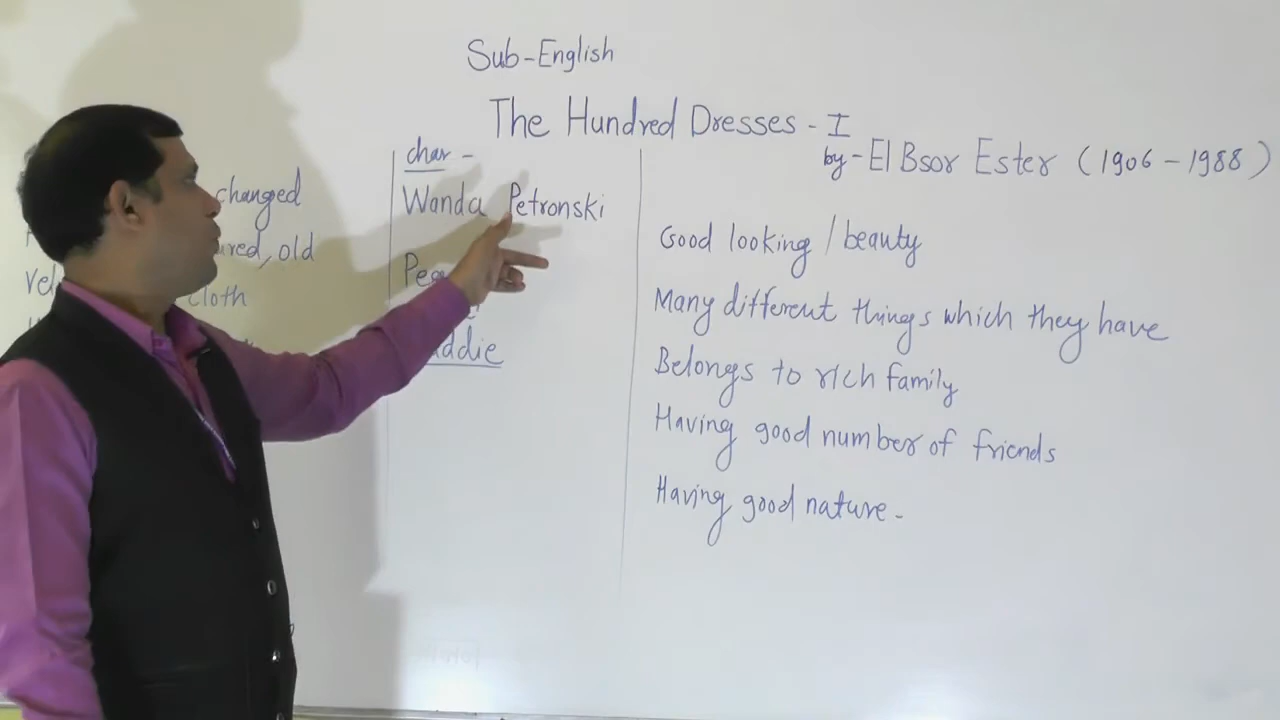 Sub-English
The Hundred Dresses - I
by - El Bsor Ester (1906 - 1988)
changed
old
cloth
char -
Wanda Petronski
Good looking / beauty
Many different things which they have
Belongs to rich family
Having good number of friends
Having good nature -